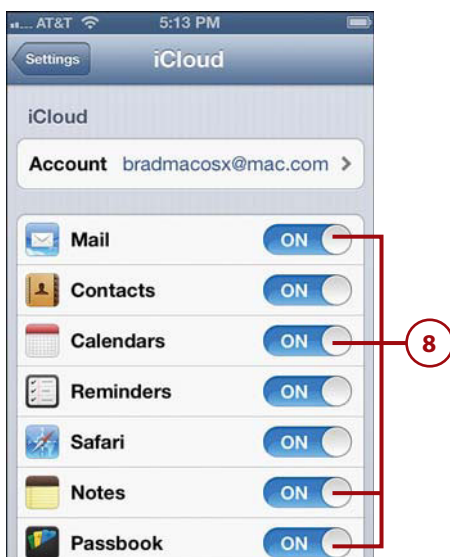 AT&T 5:13 PM
Settings iCloud
iCloud
Account bradmacosx@mac.com
Mail ON
Contacts ON
Calendars ON
8
Reminders ON
Safari ON
Notes ON
Passbook ON